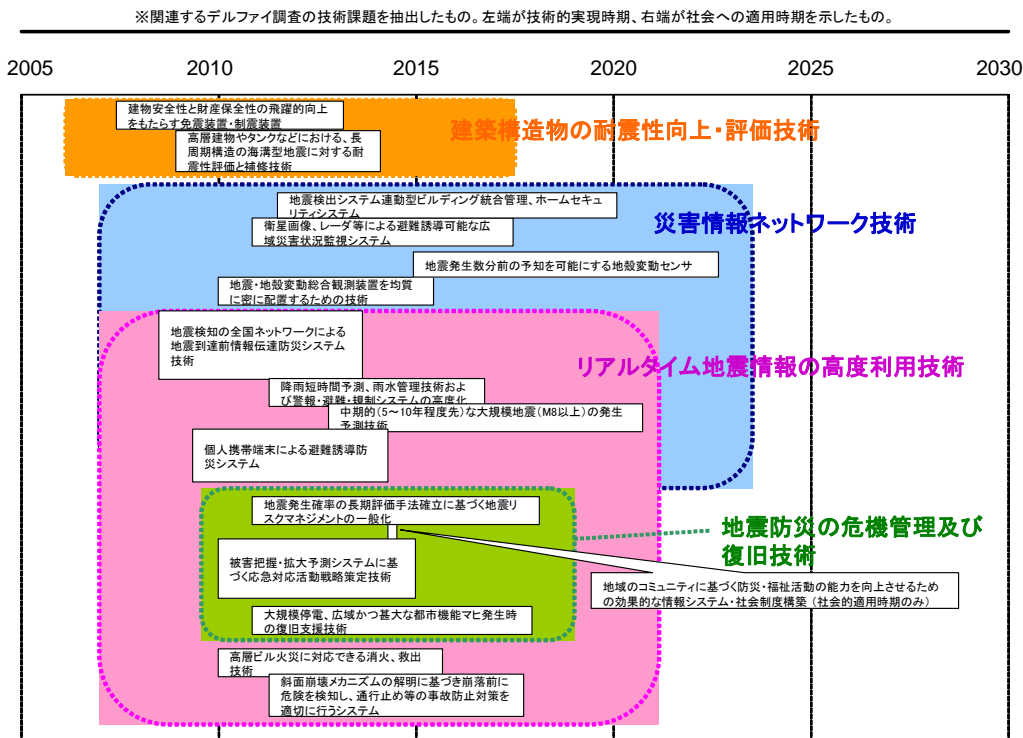 ※関連するデルファイ調査の技術課題を抽出したもの。左端が技術的実現時期、右端が社会への適用時期を示したもの。
2005 2010 2015 2020 2025 2030
建物安全性と財産保全性の飛躍的向上
をもたらす免震装置・制震装置
高層建物やタンクなどにおける、長
周期構造の海溝型地震に対する耐
震性評価と補修技術
建築構造物の耐震性向上・評価技術
地震検出システム連動型ビルディング統合管理、ホームセキュ
リティシステム
衛星画像、レーダ等による避難誘導可能な広
域災害状況監視システム
災害情報ネットワーク技術
地震発生数分前の予知を可能にする地殻変動センサ
地震・地殻変動総合観測装置を均質
に密に配置するための技術
地震検知の全国ネットワークによる
地震到達前情報伝達防災システム
技術
リアルタイム地震情報の高度利用技術
降雨短時間予測、雨水管理技術およ
び警報・避難・規制システムの高度化
中期的(5～10年程度先)な大規模地震(M8以上)の発生
予測技術
個人携帯端末による避難誘導防
災システム
地震発生確率の長期評価手法確立に基づく地震リ
スクマネジメントの一般化
地震防災の危機管理及び
復旧技術
被害把握・拡大予測システムに基
づく応急対応活動戦略策定技術
地域のコミュニティに基づく防災・福祉活動の能力を向上させるため
の効果的な情報システム・社会制度構築 (社会的適用時期のみ)
大規模停電、広域かつ甚大な都市機能マヒ発生時
の復旧支援技術
高層ビル火災に対応できる消火、救出
技術
斜面崩壊メカニズムの解明に基づき崩落前に
危険を検知し、通行止め等の事故防止対策を
適切に行うシステム